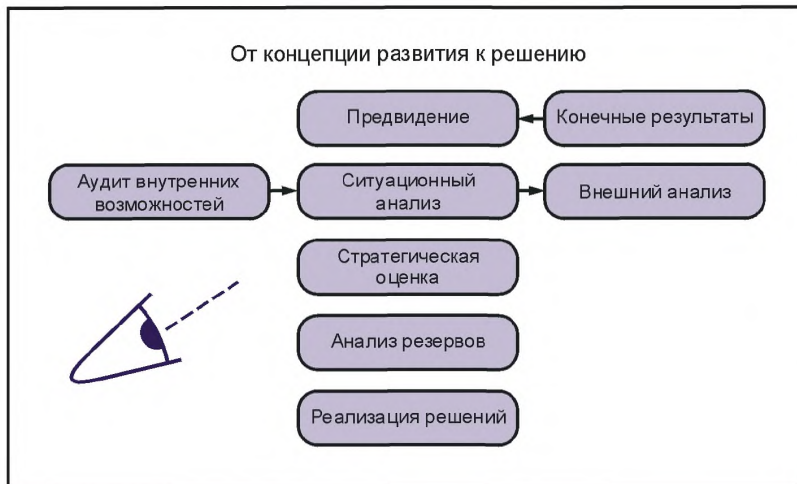 От концепции развития к решению
Предвидение
Конечные результаты
Аудит внутренних
возможностей
Ситуационный
анализ
Внешний анализ
Стратегическая
оценка
Анализ резервов
Реализация решений